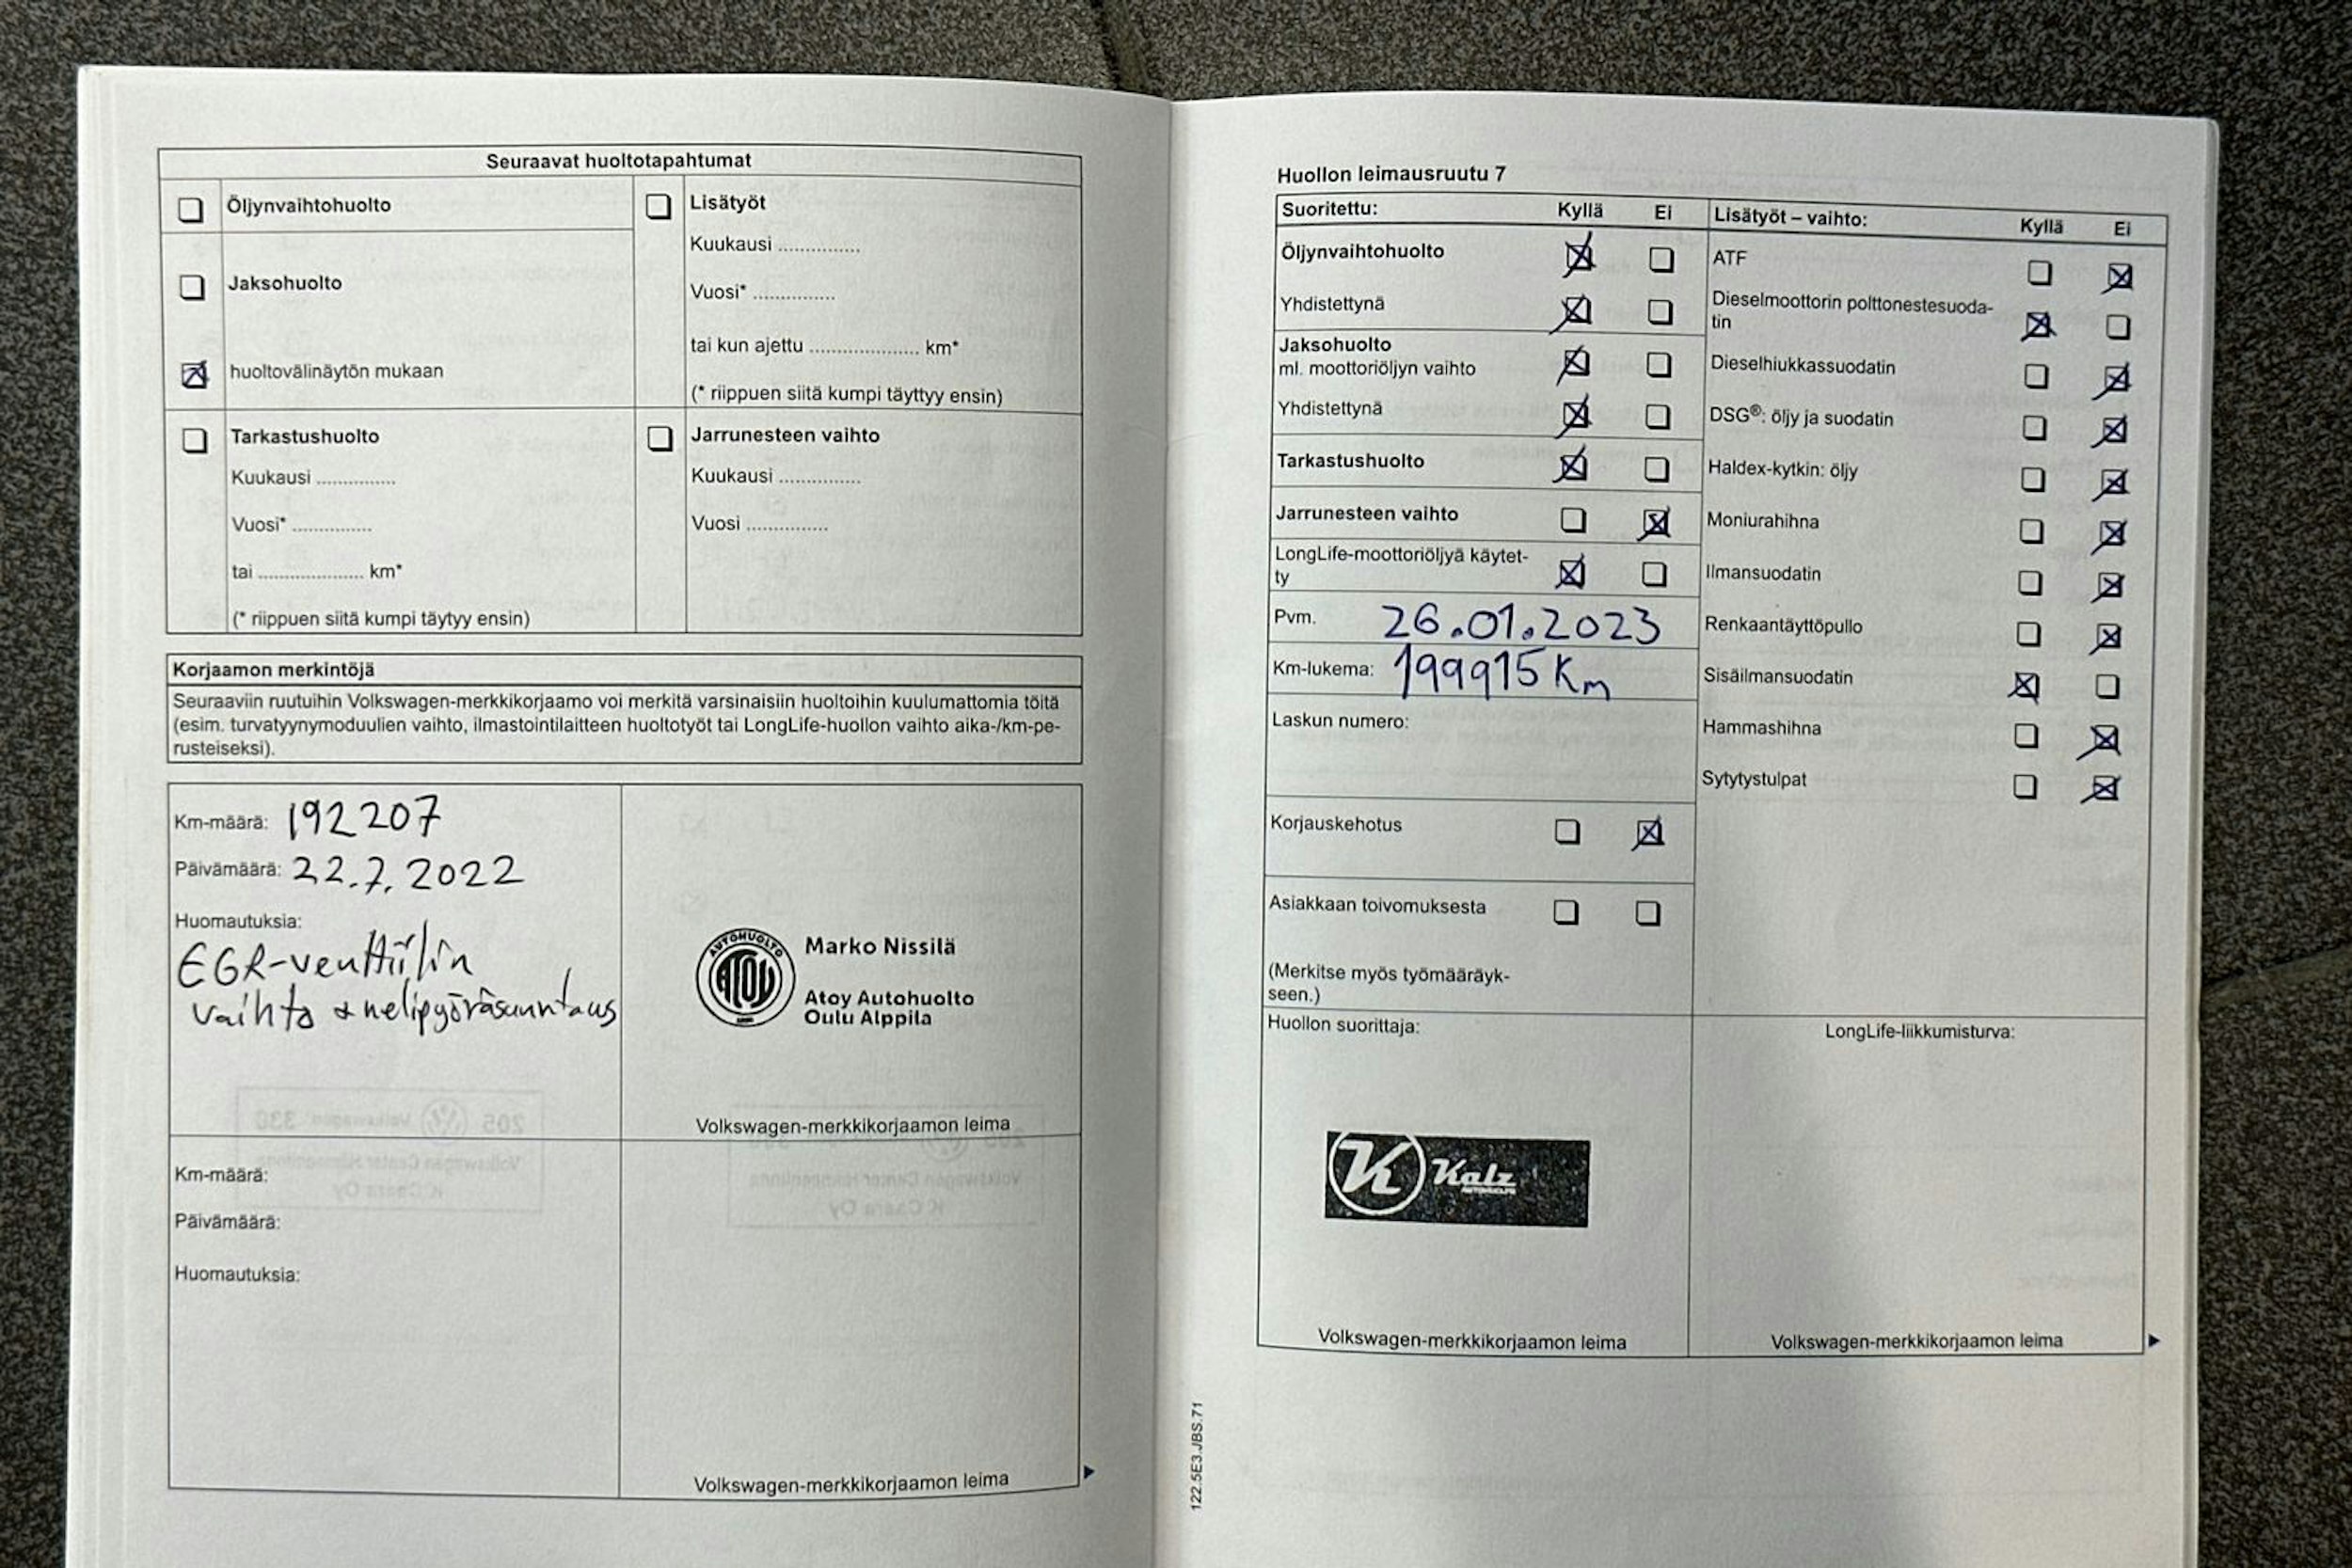 Seuraavat huoltotapahtumat
Öljynvaihtohuolto
Jaksohuolto
huoltovälinäytön mukaan
Lisätyöt
Kuukausi ...............
Vuosi* ...............
tai kun ajettu .................... km*
(* riippuen siitä kumpi täyttyy ensin)
Tarkastushuolto
Kuukausi ...............
Vuosi* ...............
tai .................... km*
(* riippuen siitä kumpi täytyy ensin)
Jarrunesteen vaihto
Kuukausi ...............
Vuosi ...............
Korjaamon merkintöjä
Seuraaviin ruutuihin Volkswagen-merkkikorjaamo voi merkitä varsinaisiin huoltoihin kuulumattomia töitä
(esim. turvatyynymoduulien vaihto, ilmastointilaitteen huoltotyöt tai LongLife-huollon vaihto aika-/km-pe-
rusteiseksi).
Km-määrä: 192207
Päivämäärä: 22.7.2022
Huomautuksia:
EGR-venttiilin
vaihto + nelipyöräsuuntaus
AUTOHUOLTO
ATOY
Marko Nissilä
Atoy Autohuolto
Oulu Alppila
Volkswagen-merkkikorjaamon leima
Km-määrä:
Päivämäärä:
Huomautuksia:
Volkswagen-merkkikorjaamon leima
Huollon leimausruutu 7
Suoritettu: Kyllä Ei
Öljynvaihtohuolto
Yhdistettynä
Jaksohuolto
ml. moottoriöljyn vaihto
Yhdistettynä
Tarkastushuolto
Jarrunesteen vaihto
LongLife-moottoriöljyä käytet-
ty
Pvm. 26.01.2023
Km-lukema: 199915 Km
Laskun numero:
Korjauskehotus
Asiakkaan toivomuksesta
(Merkitse myös työmääräyk-
seen.)
Lisätyöt – vaihto: Kyllä Ei
ATF
Dieselmoottorin polttonestesuoda-
tin
Dieselhiukkassuodatin
DSG®: öljy ja suodatin
Haldex-kytkin: öljy
Moniurahihna
Ilmansuodatin
Renkaantäyttöpullo
Sisäilmansuodatin
Hammashihna
Sytytystulpat
Huollon suorittaja:
K Kalz
AUTOHUOLTO
Volkswagen-merkkikorjaamon leima
LongLife-liikkumisturva:
Volkswagen-merkkikorjaamon leima
122.5E3.JBS.71